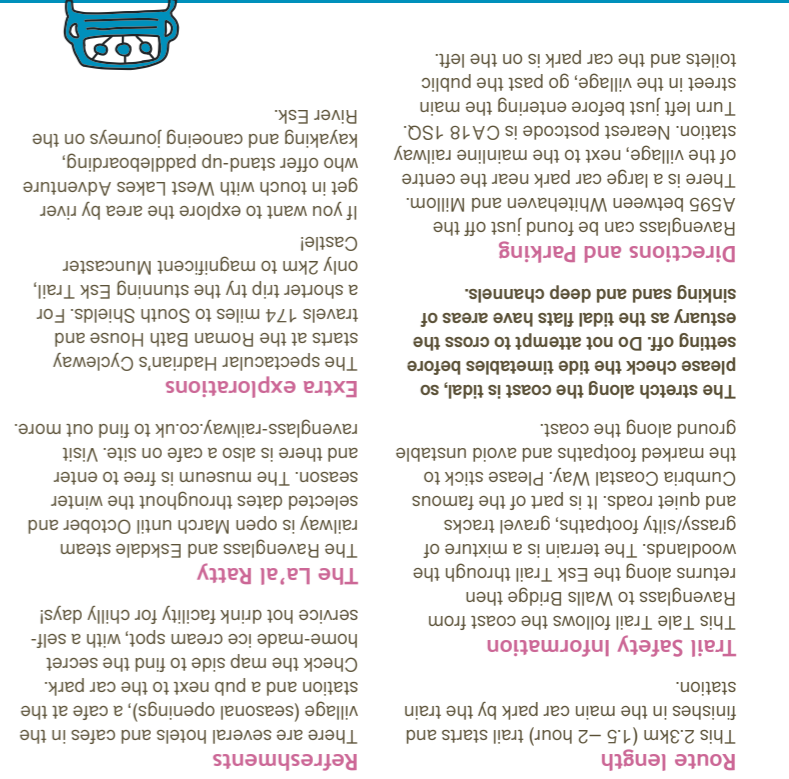 Route length
This 2.3km (1.5 –2 hour) trail starts and
finishes in the main car park by the train
station.
Trail Safety Information
This Tale Trail follows the coast from
Ravenglass to Walls Bridge then
returns along the Esk Trail through the
woodlands. The terrain is a mixture of
grassy/silty footpaths, gravel tracks
and quiet roads. It is part of the famous
Cumbria Coastal Way. Please stick to
the marked footpaths and avoid unstable
ground along the coast.
The stretch along the coast is tidal, so
please check the tide timetables before
setting off. Do not attempt to cross the
estuary as the tidal flats have areas of
sinking sand and deep channels.
Directions and Parking
Ravenglass can be found just off the
A595 between Whitehaven and Millom.
There is a large car park near the centre
of the village, next to the mainline railway
station. Nearest postcode is CA18 1SQ.
Turn left just before entering the main
street in the village, go past the public
toilets and the car park is on the left.
Refreshments
There are several hotels and cafes in the
village (seasonal openings), a cafe at the
station and a pub next to the car park.
Check the map side to find the secret
home-made ice cream spot, with a self-
service hot drink facility for chilly days!
The La'al Ratty
The Ravenglass and Eskdale steam
railway is open March until October and
selected dates throughout the winter
season. The museum is free to enter
and there is also a cafe on site. Visit
ravenglass-railway.co.uk to find out more.
Extra explorations
The spectacular Hadrian's Cycleway
starts at the Roman Bath House and
travels 174 miles to South Shields. For
a shorter trip try the stunning Esk Trail,
only 2km to magnificent Muncaster
Castle!
If you want to explore the area by river
get in touch with West Lakes Adventure
who offer stand-up paddleboarding,
kayaking and canoeing journeys on the
River Esk.